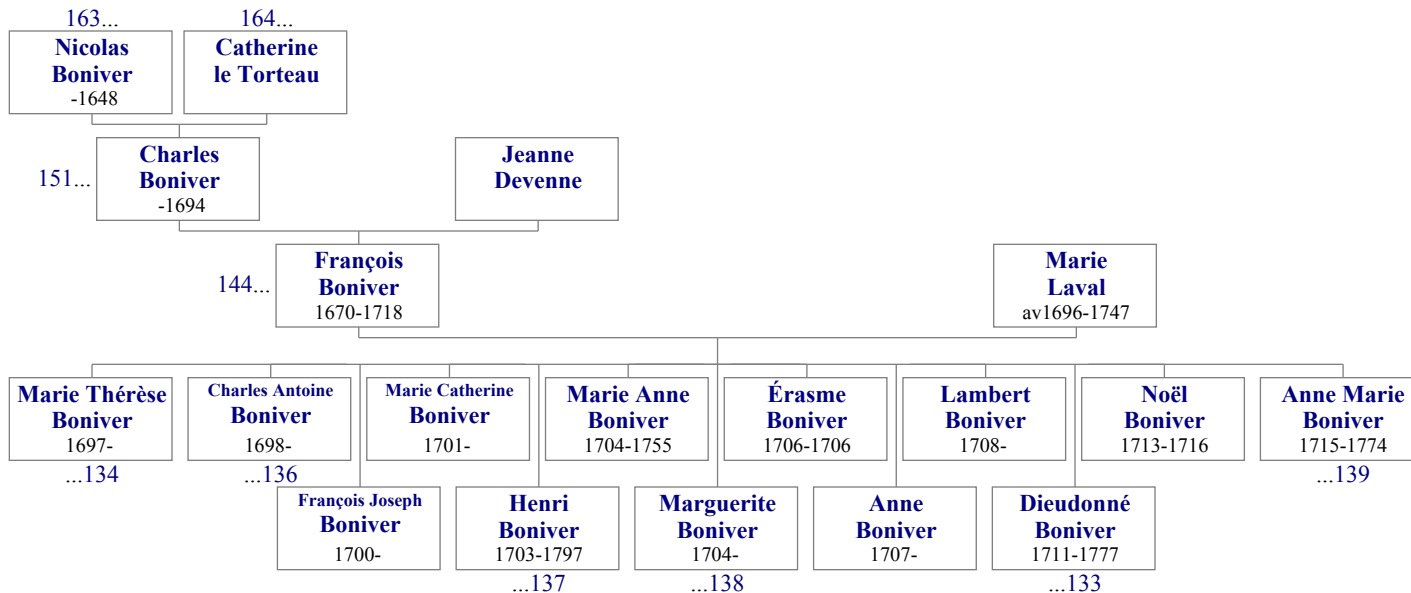 163...
164...
Nicolas
Boniver
-1648
Catherine
le Torteau
151...
Charles
Boniver
-1694
Jeanne
Devenne
144...
François
Boniver
1670-1718
Marie
Laval
av1696-1747
Marie Thérèse
Boniver
1697-
...134
Charles Antoine
Boniver
1698-
...136
Marie Catherine
Boniver
1701-
Marie Anne
Boniver
1704-1755
Érasme
Boniver
1706-1706
Lambert
Boniver
1708-
Noël
Boniver
1713-1716
Anne Marie
Boniver
1715-1774
...139
François Joseph
Boniver
1700-
Henri
Boniver
1703-1797
...137
Marguerite
Boniver
1704-
...138
Anne
Boniver
1707-
Dieudonné
Boniver
1711-1777
...133